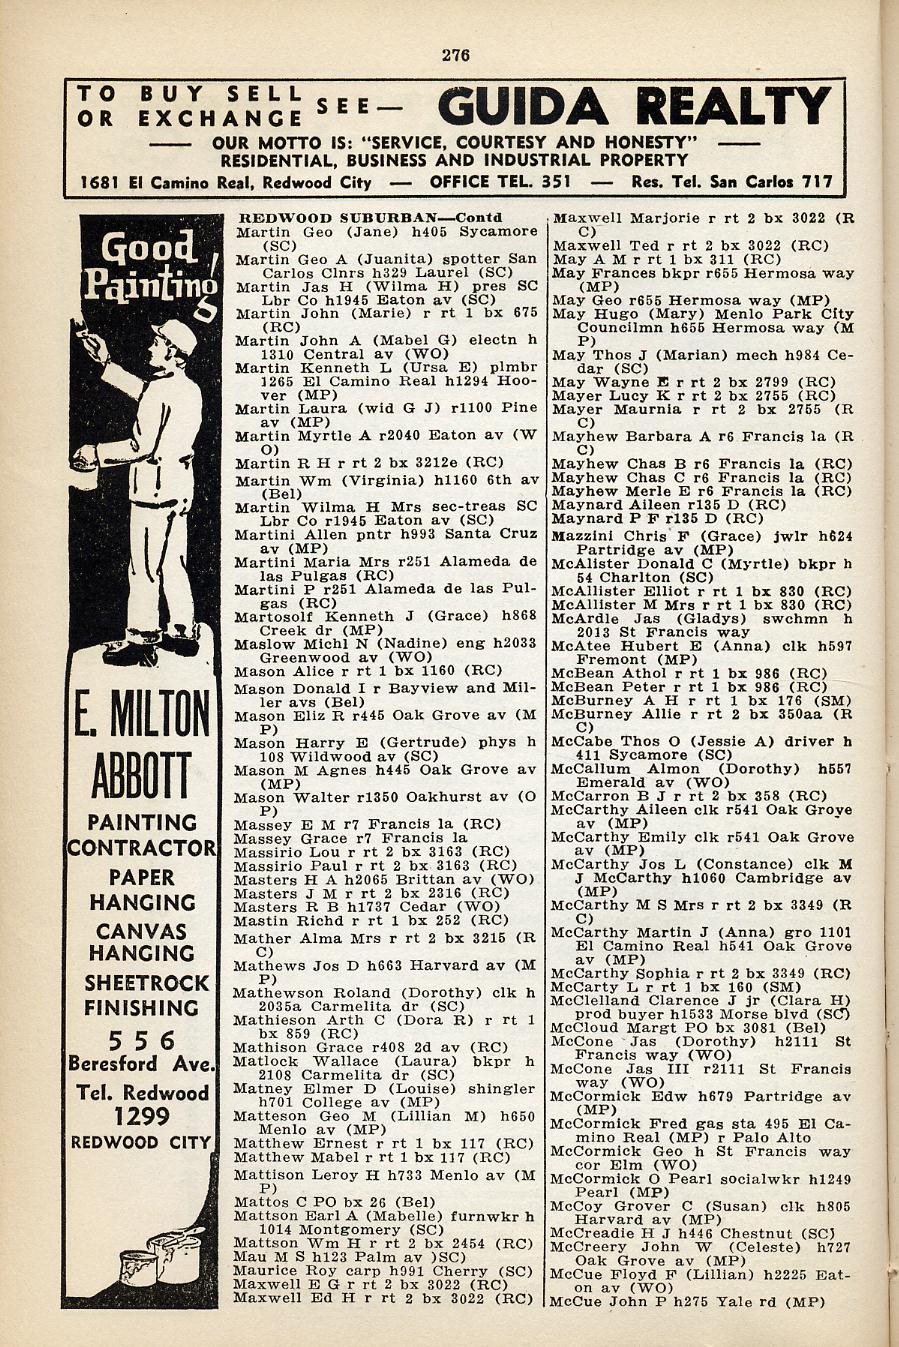 276
TO BUY SELL
OR EXCHANGE SEE— GUIDA REALTY
OUR MOTTO IS: "SERVICE, COURTESY AND HONESTY"
RESIDENTIAL, BUSINESS AND INDUSTRIAL PROPERTY
1681 El Camino Real, Redwood City — OFFICE TEL. 351 — Res. Tel. San Carlos 717
Good
Painting!
E. MILTON
ABBOTT
PAINTING
CONTRACTOR
PAPER
HANGING
CANVAS
HANGING
SHEETROCK
FINISHING
556
Beresford Ave.
Tel. Redwood
1299
REDWOOD CITY
REDWOOD SUBURBAN—Contd
Martin Geo (Jane) h405 Sycamore
(SC)
Martin Geo A (Juanita) spotter San
Carlos Clnrs h329 Laurel (SC)
Martin Jas H (Wilma H) pres SC
Lbr Co h1945 Eaton av (SC)
Martin John (Marie) r rt 1 bx 675
(RC)
Martin John A (Mabel G) electn h
1310 Central av (WO)
Martin Kenneth L (Ursa E) plmbr
1265 El Camino Real h1294 Hoo-
ver (MP)
Martin Laura (wid G J) r1100 Pine
av (MP)
Martin Myrtle A r2040 Eaton av (W
O)
Martin R H r rt 2 bx 3212e (RC)
Martin Wm (Virginia) h1160 6th av
(Bel)
Martin Wilma H Mrs sec-treas SC
Lbr Co r1945 Eaton av (SC)
Martini Allen pntr h993 Santa Cruz
av (MP)
Martini Maria Mrs r251 Alameda de
las Pulgas (RC)
Martini P r251 Alameda de las Pul-
gas (RC)
Martosolf Kenneth J (Grace) h868
Creek dr (MP)
Maslow Michl N (Nadine) eng h2033
Greenwood av (WO)
Mason Alice r rt 1 bx 1160 (RC)
Mason Donald I r Bayview and Mil-
ler avs (Bel)
Mason Eliz R r445 Oak Grove av (M
P)
Mason Harry E (Gertrude) phys h
108 Wildwood av (SC)
Mason M Agnes h445 Oak Grove av
(MP)
Mason Walter r1350 Oakhurst av (O
P)
Massey E M r7 Francis la (RC)
Massey Grace r7 Francis la
Massirio Lou r rt 2 bx 3163 (RC)
Massirio Paul r rt 2 bx 3163 (RC)
Masters H A h2065 Brittan av (WO)
Masters J M r rt 2 bx 2316 (RC)
Masters R B h1737 Cedar (WO)
Mastin Richd r rt 1 bx 252 (RC)
Mather Alma Mrs r rt 2 bx 3215 (R
C)
Mathews Jos D h663 Harvard av (M
P)
Mathewson Roland (Dorothy) clk h
2035a Carmelita dr (SC)
Mathieson Arth C (Dora R) r rt 1
bx 859 (RC)
Mathison Grace r408 2d av (RC)
Matlock Wallace (Laura) bkpr h
2108 Carmelita dr (SC)
Matney Elmer D (Louise) shingler
h701 College av (MP)
Matteson Geo M (Lillian M) h650
Menlo av (MP)
Matthew Ernest r rt 1 bx 117 (RC)
Matthew Mabel r rt 1 bx 117 (RC)
Mattison Leroy H h733 Menlo av (M
P)
Mattos C PO bx 26 (Bel)
Mattson Earl A (Mabelle) furnwkr h
1014 Montgomery (SC)
Mattson Wm H r rt 2 bx 2454 (RC)
Mau M S h123 Palm av )SC)
Maurice Roy carp h991 Cherry (SC)
Maxwell E G r rt 2 bx 3022 (RC)
Maxwell Ed H r rt 2 bx 3022 (RC)
Maxwell Marjorie r rt 2 bx 3022 (R
C)
Maxwell Ted r rt 2 bx 3022 (RC)
May A M r rt 1 bx 311 (RC)
May Frances bkpr r655 Hermosa way
(MP)
May Geo r655 Hermosa way (MP)
May Hugo (Mary) Menlo Park City
Councilmn h655 Hermosa way (M
P)
May Thos J (Marian) mech h984 Ce-
dar (SC)
May Wayne E r rt 2 bx 2799 (RC)
Mayer Lucy K r rt 2 bx 2755 (RC)
Mayer Maurnia r rt 2 bx 2755 (R
C)
Mayhew Barbara A r6 Francis la (R
C)
Mayhew Chas B r6 Francis la (RC)
Mayhew Chas C r6 Francis la (RC)
Mayhew Merle E r6 Francis la (RC)
Maynard Aileen r135 D (RC)
Maynard P F r135 D (RC)
Mazzini Chris F (Grace) jwlr h624
Partridge av (MP)
McAlister Donald C (Myrtle) bkpr h
54 Charlton (SC)
McAllister Elliot r rt 1 bx 830 (RC)
McAllister M Mrs r rt 1 bx 830 (RC)
McArdle Jas (Gladys) swchmn h
2013 St Francis way
McAtee Hubert E (Anna) clk h597
Fremont (MP)
McBean Athol r rt 1 bx 986 (RC)
McBean Peter r rt 1 bx 986 (RC)
McBurney A H r rt 1 bx 176 (SM)
McBurney Allie r rt 2 bx 350aa (R
C)
McCabe Thos O (Jessie A) driver h
411 Sycamore (SC)
McCallum Almon (Dorothy) h557
Emerald av (WO)
McCarron B J r rt 2 bx 358 (RC)
McCarthy Aileen clk r541 Oak Grove
av (MP)
McCarthy Emily clk r541 Oak Grove
av (MP)
McCarthy Jos L (Constance) clk M
J McCarthy h1060 Cambridge av
(MP)
McCarthy M S Mrs r rt 2 bx 3349 (R
C)
McCarthy Martin J (Anna) gro 1101
El Camino Real h541 Oak Grove
av (MP)
McCarthy Sophia r rt 2 bx 3349 (RC)
McCarty L r rt 1 bx 160 (SM)
McClelland Clarence J jr (Clara H)
prod buyer h1533 Morse blvd (SC)
McCloud Margt PO bx 3081 (Bel)
McCone Jas (Dorothy) h2111 St
Francis way (WO)
McCone Jas III r2111 St Francis
way (WO)
McCormick Edw h679 Partridge av
(MP)
McCormick Fred gas sta 495 El Ca-
mino Real (MP) r Palo Alto
McCormick Geo h St Francis way
cor Elm (WO)
McCormick O Pearl socialwkr h1249
Pearl (MP)
McCoy Grover C (Susan) clk h805
Harvard av (MP)
McCreadie H J h446 Chestnut (SC)
McCreery John W (Celeste) h727
Oak Grove av (MP)
McCue Floyd F (Lillian) h2225 Eat-
on av (WO)
McCue John P h275 Yale rd (MP)